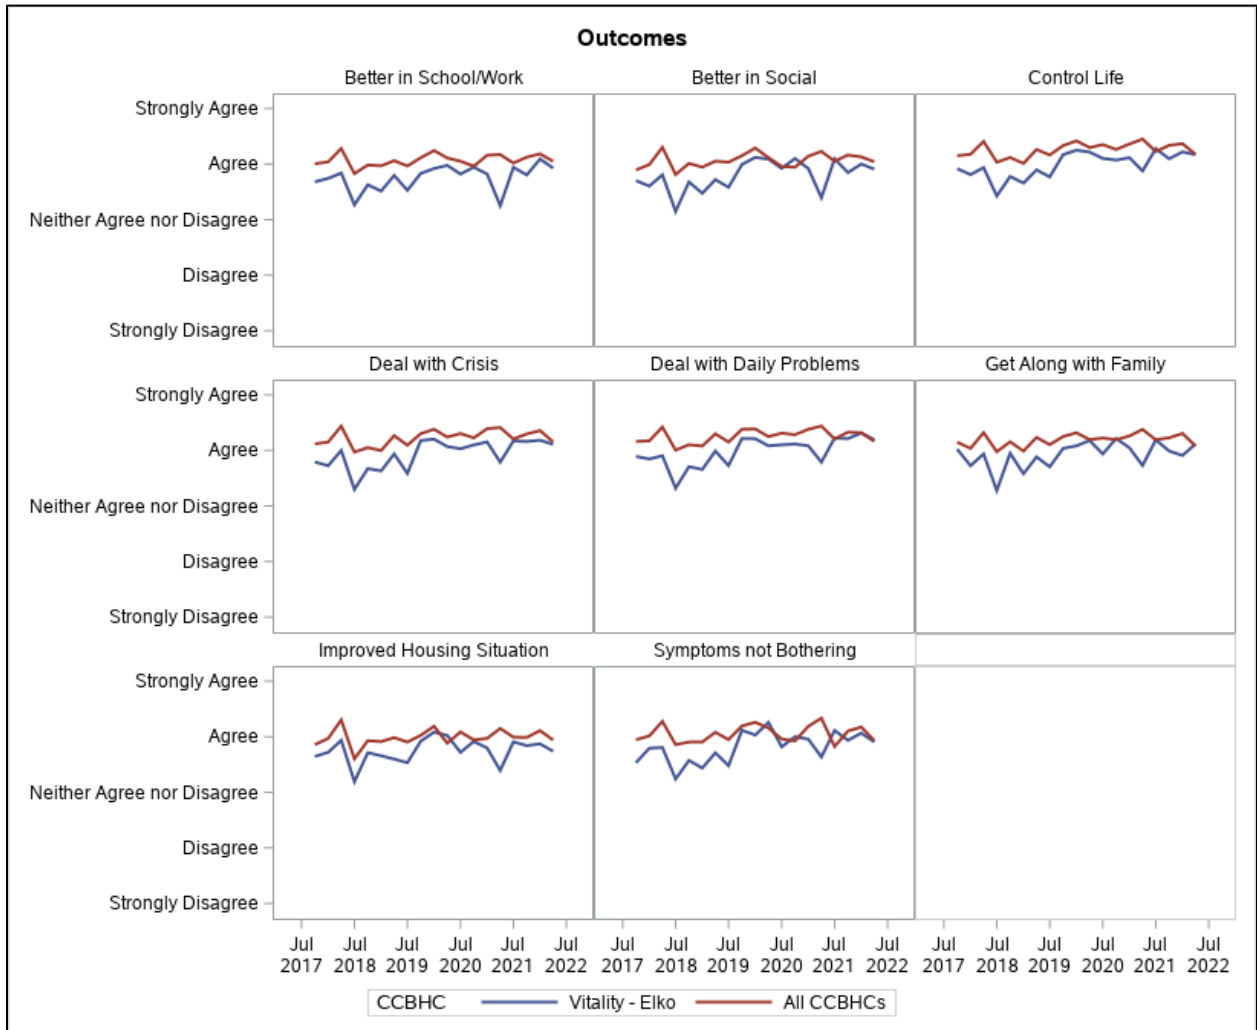 Outcomes
Better in School/Work Better in Social Control Life
Strongly Agree
Agree
Neither Agree nor Disagree
Disagree
Strongly Disagree
Deal with Crisis Deal with Daily Problems Get Along with Family
Strongly Agree
Agree
Neither Agree nor Disagree
Disagree
Strongly Disagree
Improved Housing Situation Symptoms not Bothering
Strongly Agree
Agree
Neither Agree nor Disagree
Disagree
Strongly Disagree
Jul Jul Jul Jul Jul Jul Jul Jul Jul Jul Jul Jul Jul Jul Jul Jul Jul Jul
2017 2018 2019 2020 2021 2022 2017 2018 2019 2020 2021 2022 2017 2018 2019 2020 2021 2022
CCBHC Vitality - Elko All CCBHCs